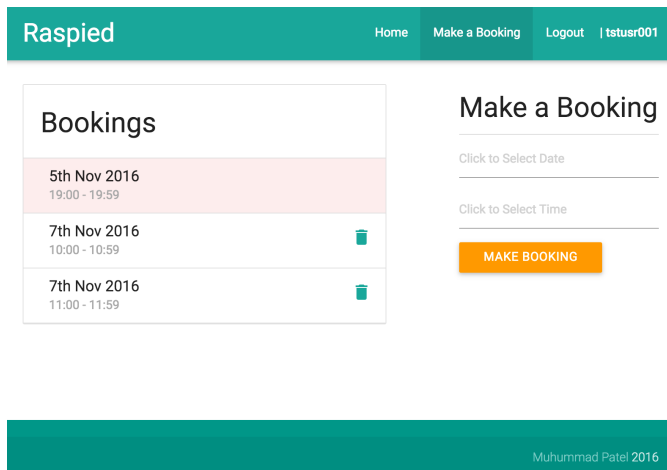 Raspied
Home Make a Booking Logout | tstusr001
Bookings
5th Nov 2016
19:00 - 19:59
7th Nov 2016
10:00 - 10:59
7th Nov 2016
11:00 - 11:59
Make a Booking
Click to Select Date
Click to Select Time
MAKE BOOKING
Muhummad Patel 2016